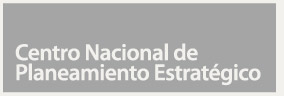 Centro Nacional de
Planeamiento Estratégico